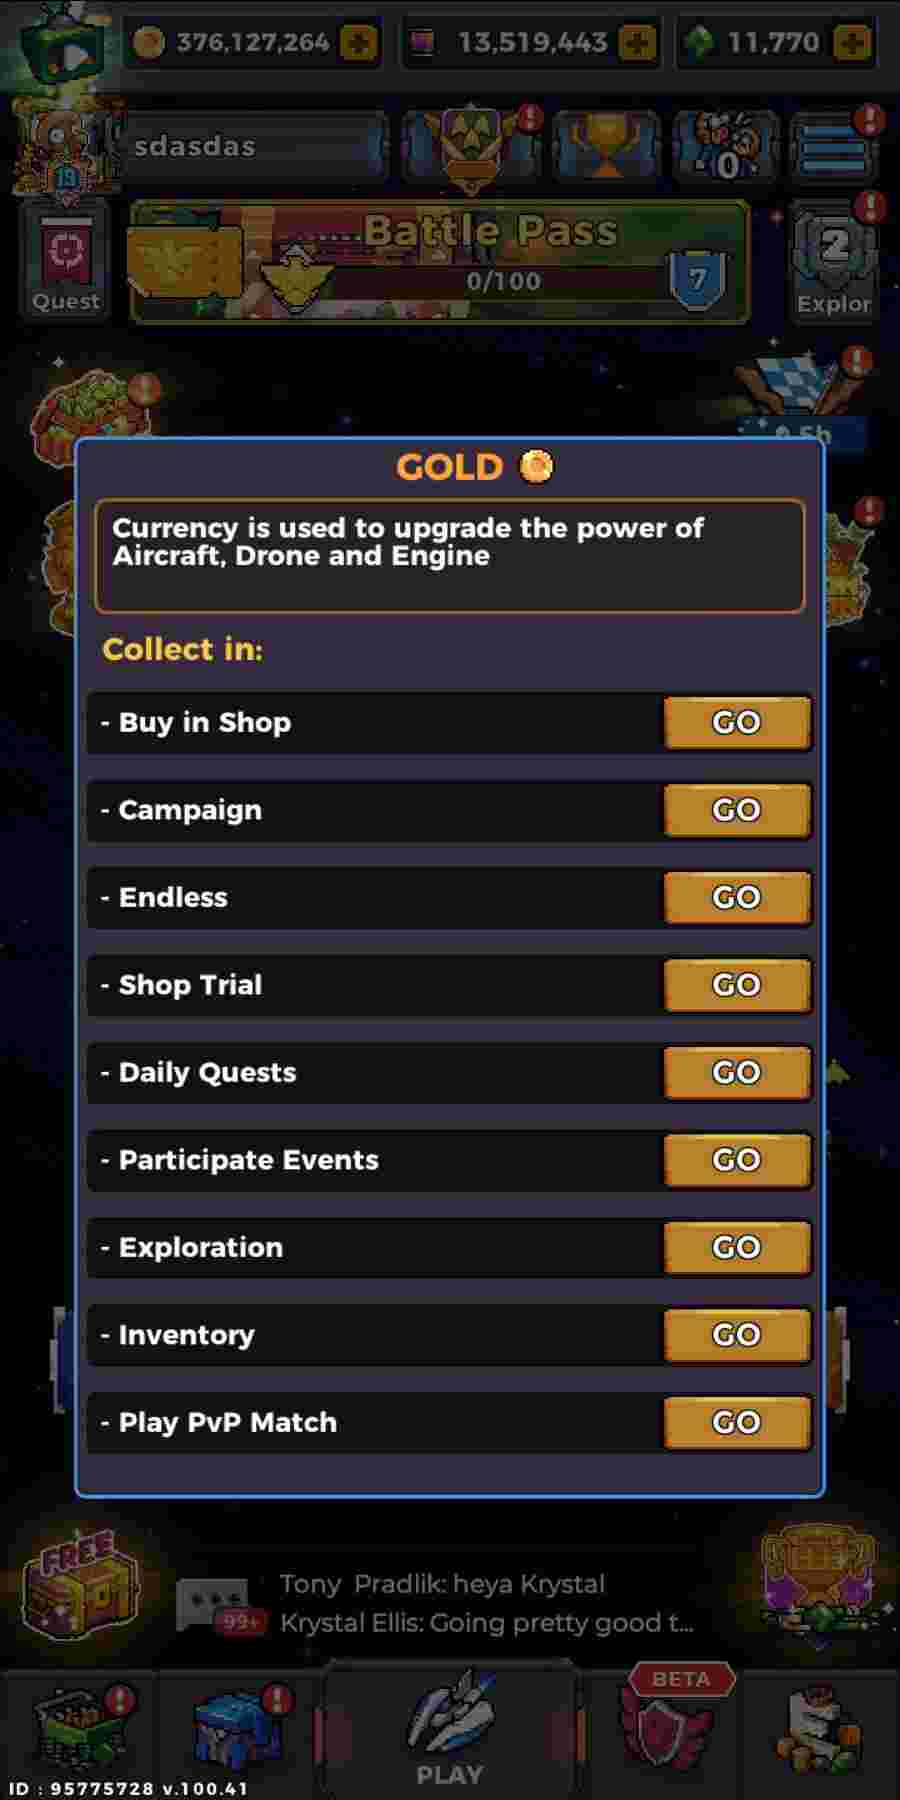 376,127,264
13,519,443
11,770
sdasdas
19
0
Battle Pass
0/100
7
Quest
2
Explor
5h
GOLD
Currency is used to upgrade the power of
Aircraft, Drone and Engine
Collect in:
- Buy in Shop GO
- Campaign GO
- Endless GO
- Shop Trial GO
- Daily Quests GO
- Participate Events GO
- Exploration GO
- Inventory GO
- Play PvP Match GO
FREE
99+
Tony Pradlik: heya Krystal
Krystal Ellis: Going pretty good t...
BETA
PLAY
ID : 95775728 v.100.41